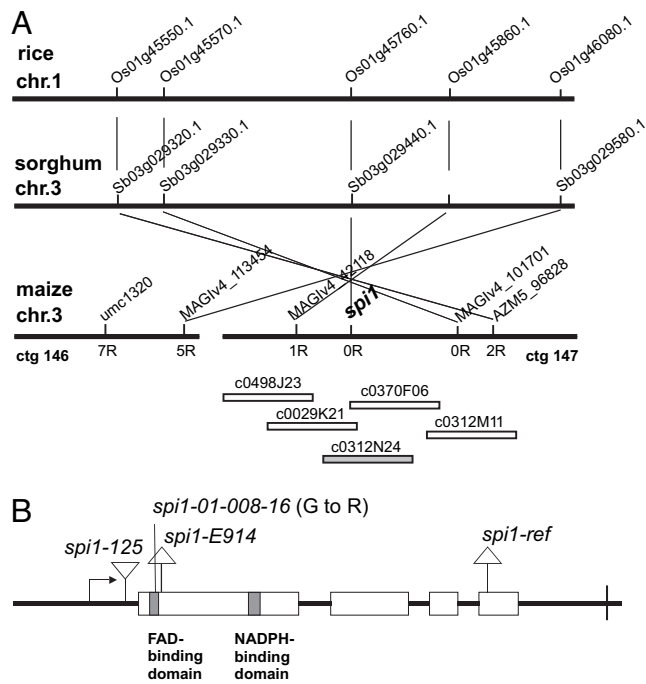 A
rice
chr.1
Os01g45550.1
Os01g45570.1
Os01g45760.1
Os01g45860.1
Os01g46080.1
sorghum
chr.3
Sb03g029320.1
Sb03g029330.1
Sb03g029440.1
Sb03g029580.1
maize
chr.3
umc1320
MAGIv4_113454
MAGIv4_42118
spi1
MAGIv4_101701
AZM5_96828
ctg 146
7R
5R
1R
0R
0R
2R
ctg 147
c0498J23
c0370F06
c0029K21
c0312M11
c0312N24
B
spi1-01-008-16 (G to R)
spi1-125
spi1-E914
spi1-ref
FAD-
binding
domain
NADPH-
binding
domain